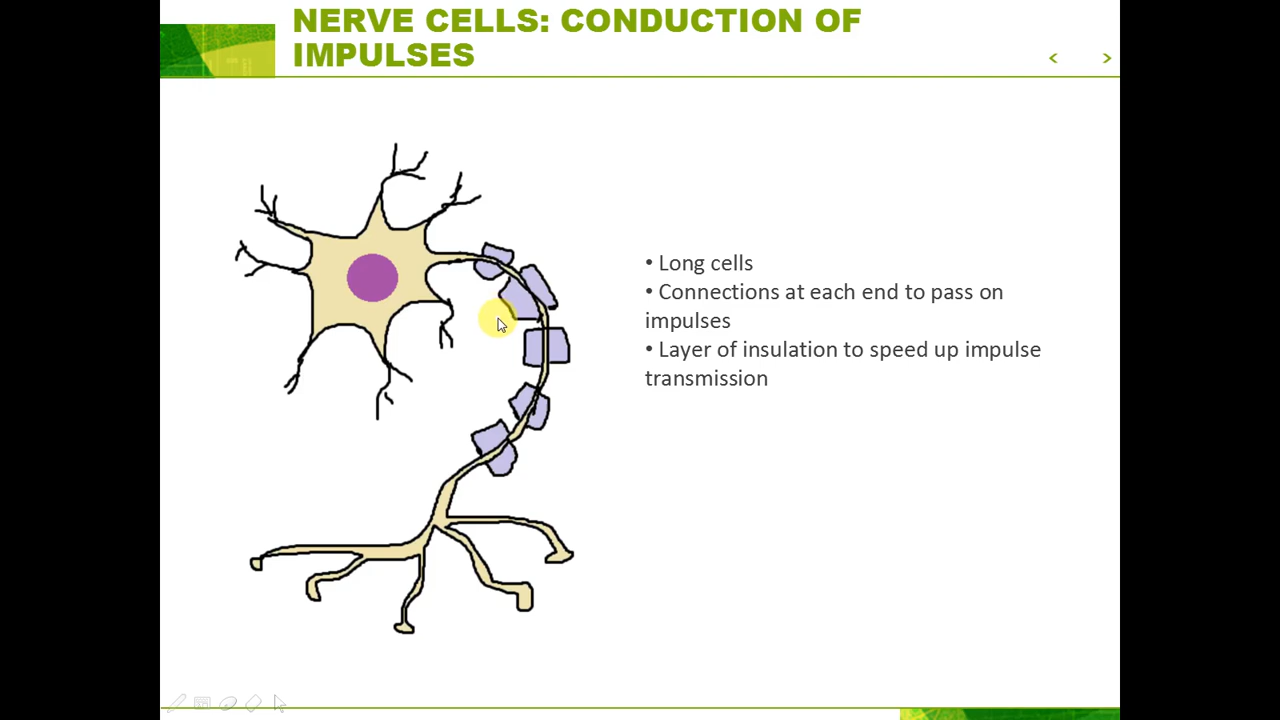 NERVE CELLS: CONDUCTION OF
IMPULSES
• Long cells
• Connections at each end to pass on
impulses
• Layer of insulation to speed up impulse
transmission